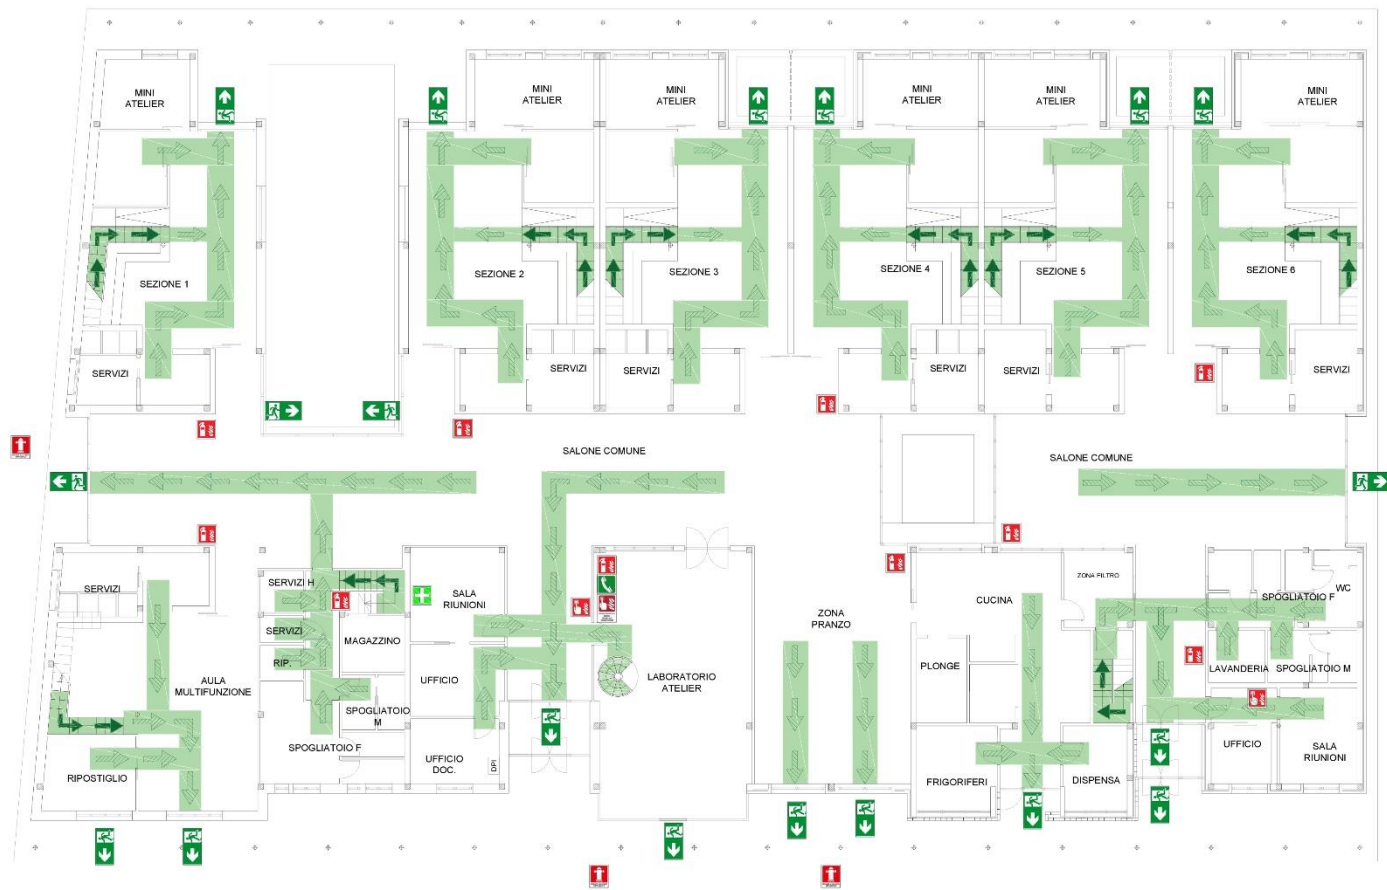 MINI
ATELIER
MINI
ATELIER
MINI
ATELIER
MINI
ATELIER
MINI
ATELIER
MINI
ATELIER
SEZIONE 1
SEZIONE 2
SEZIONE 3
SEZIONE 4
SEZIONE 5
SEZIONE 6
SERVIZI
SERVIZI
SERVIZI
SERVIZI
SERVIZI
SERVIZI
SALONE COMUNE
SALONE COMUNE
SERVIZI
SERVIZI H
SALA
RIUNIONI
ZONA FILTRO
WC
CUCINA
SPOGLIATOIO F
ZONA
PRANZO
SERVIZI
MAGAZZINO
RIP.
PLONGE
LAVANDERIA
SPOGLIATOIO M
AULA
MULTIFUNZIONE
UFFICIO
LABORATORIO
ATELIER
SPOGLIATOIO
M
SPOGLIATOIO F
UFFICIO
SALA
RIUNIONI
RIPOSTIGLIO
UFFICIO
DOC.
DPI
FRIGORIFERI
DISPENSA